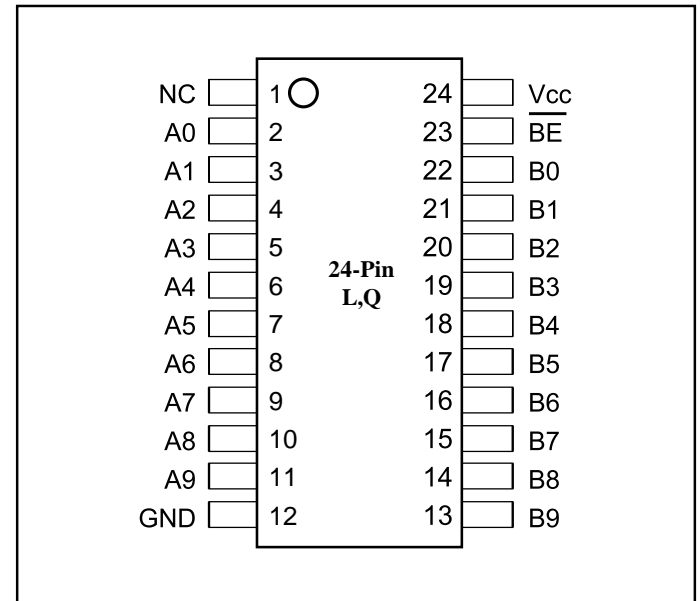 NC 1 24 Vcc
A0 2 23 B̅E̅
A1 3 22 B0
A2 4 21 B1
A3 5 20 B2
24-Pin
A4 6 19 B3
L,Q
A5 7 18 B4
A6 8 17 B5
A7 9 16 B6
A8 10 15 B7
A9 11 14 B8
GND 12 13 B9